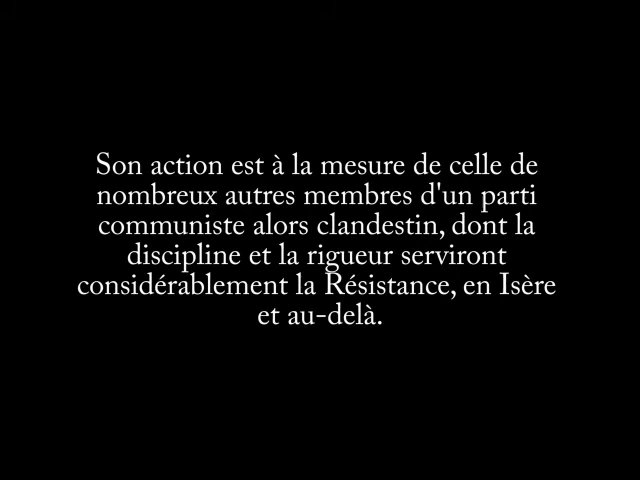 Son action est à la mesure de celle de
nombreux autres membres d'un parti
communiste alors clandestin, dont la
discipline et la rigueur serviront
considérablement la Résistance, en Isère
et au-delà.